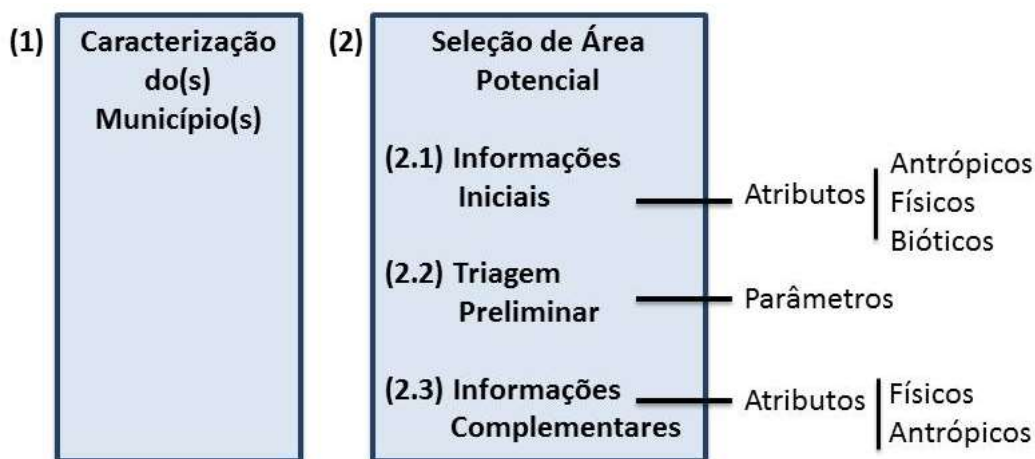 (1) Caracterização
do(s)
Município(s)
(2) Seleção de Área
Potencial
(2.1) Informações
Iniciais
Atributos
Antrópicos
Físicos
Bióticos
(2.2) Triagem
Preliminar
Parâmetros
(2.3) Informações
Complementares
Atributos
Físicos
Antrópicos